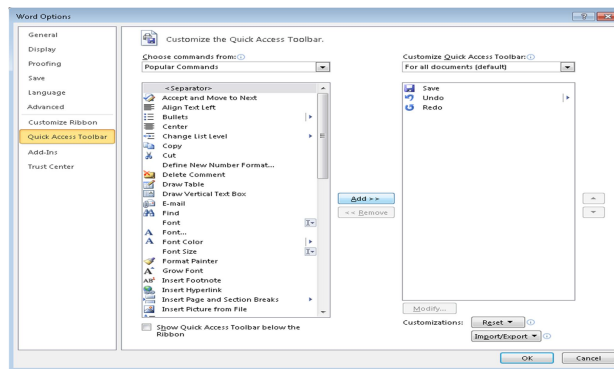 Word Options
General
Display
Proofing
Save
Language
Advanced
Customize Ribbon
Quick Access Toolbar
Add-Ins
Trust Center
Customize the Quick Access Toolbar.
Choose commands from:
Popular Commands
<Separator>
Accept and Move to Next
Align Text Left
Bullets
Center
Change List Level
Copy
Cut
Define New Number Format...
Delete Comment
Draw Table
Draw Vertical Text Box
E-mail
Find
Font
Font...
Font Color
Font Size
Format Painter
Grow Font
Insert Footnote
Insert Hyperlink
Insert Page and Section Breaks
Insert Picture from File
Show Quick Access Toolbar below the
Ribbon
Add >>
<< Remove
Customize Quick Access Toolbar:
For all documents (default)
Save
Undo
Redo
Modify...
Customizations:
Reset
Import/Export
OK
Cancel